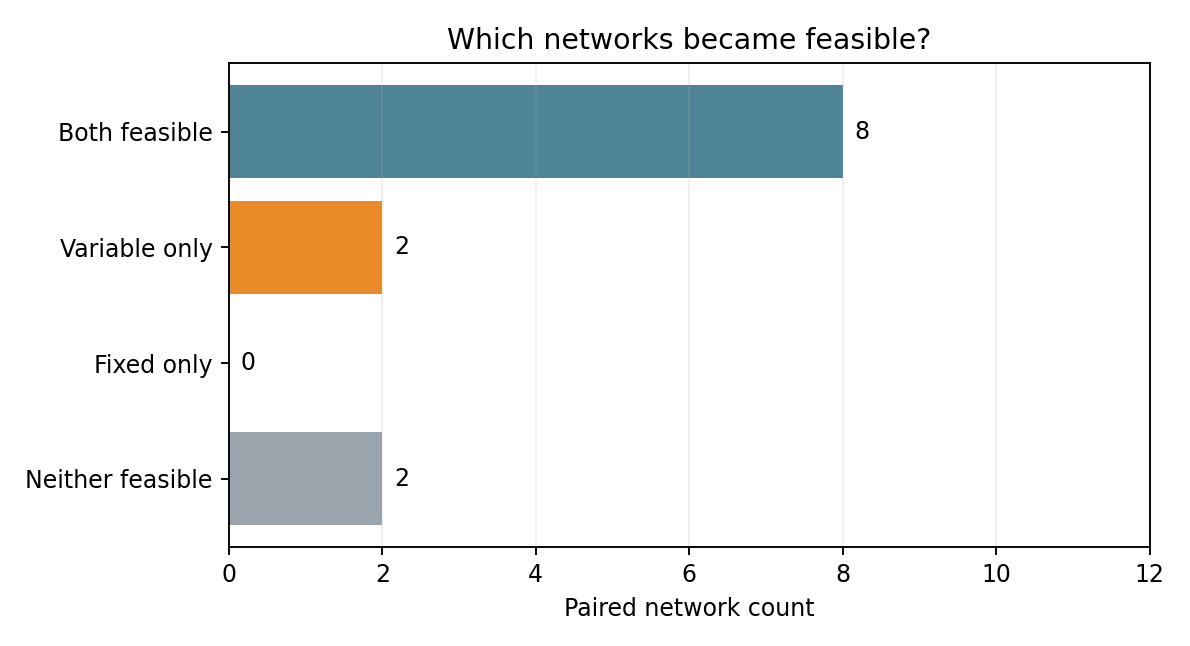 Which networks became feasible?
Both feasible
8
Variable only
2
Fixed only
0
Neither feasible
2
0 2 4 6 8 10 12
Paired network count